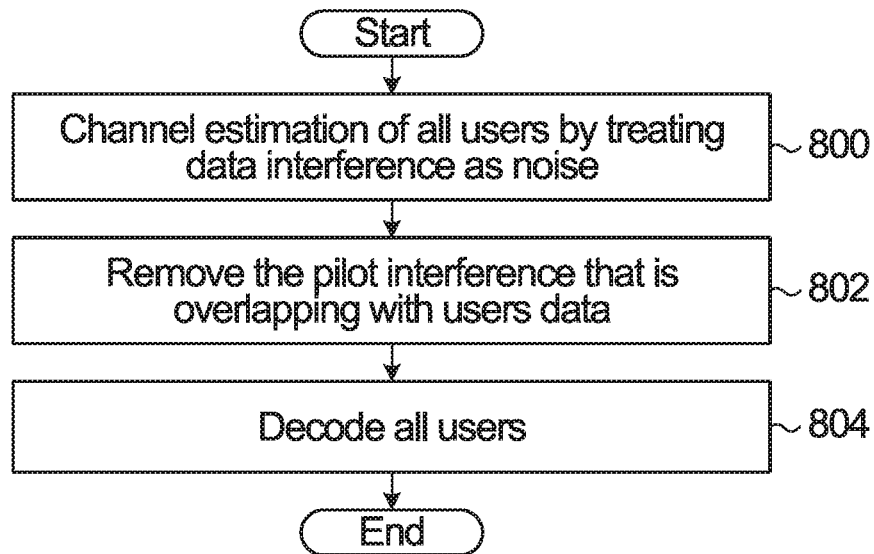 Start
Channel estimation of all users by treating
data interference as noise
800
Remove the pilot interference that is
overlapping with users data
802
Decode all users
804
End